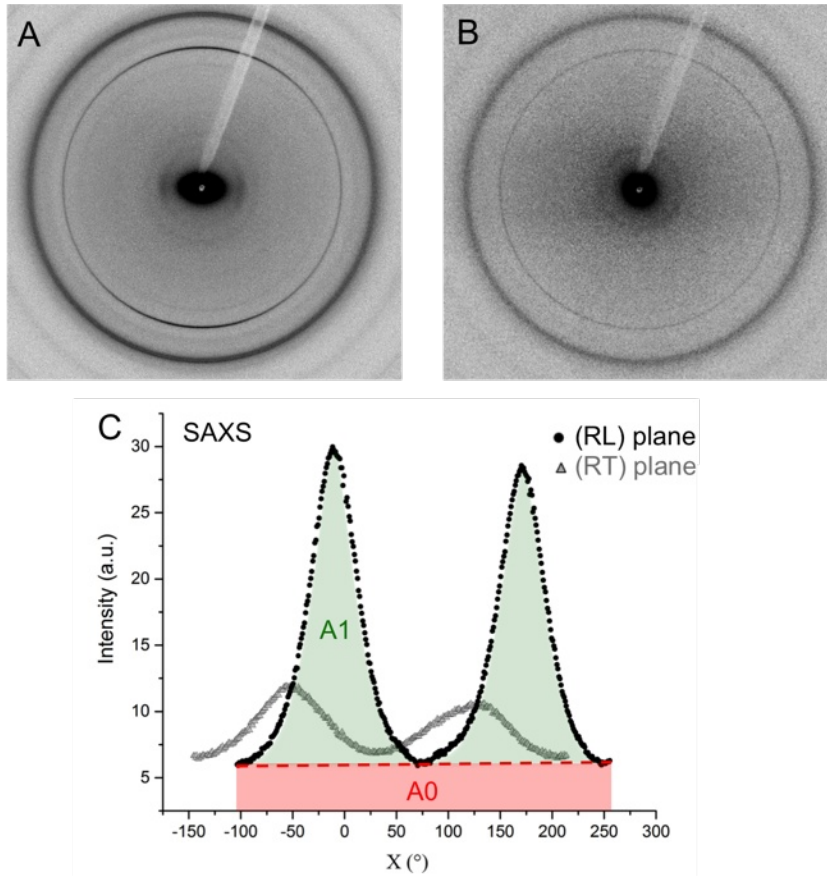 A
B
C SAXS
● (RL) plane
△ (RT) plane
Intensity (a.u.)
30
25
20
15
10
5
A1
A0
-150 -100 -50 0 50 100 150 200 250 300
X (°)